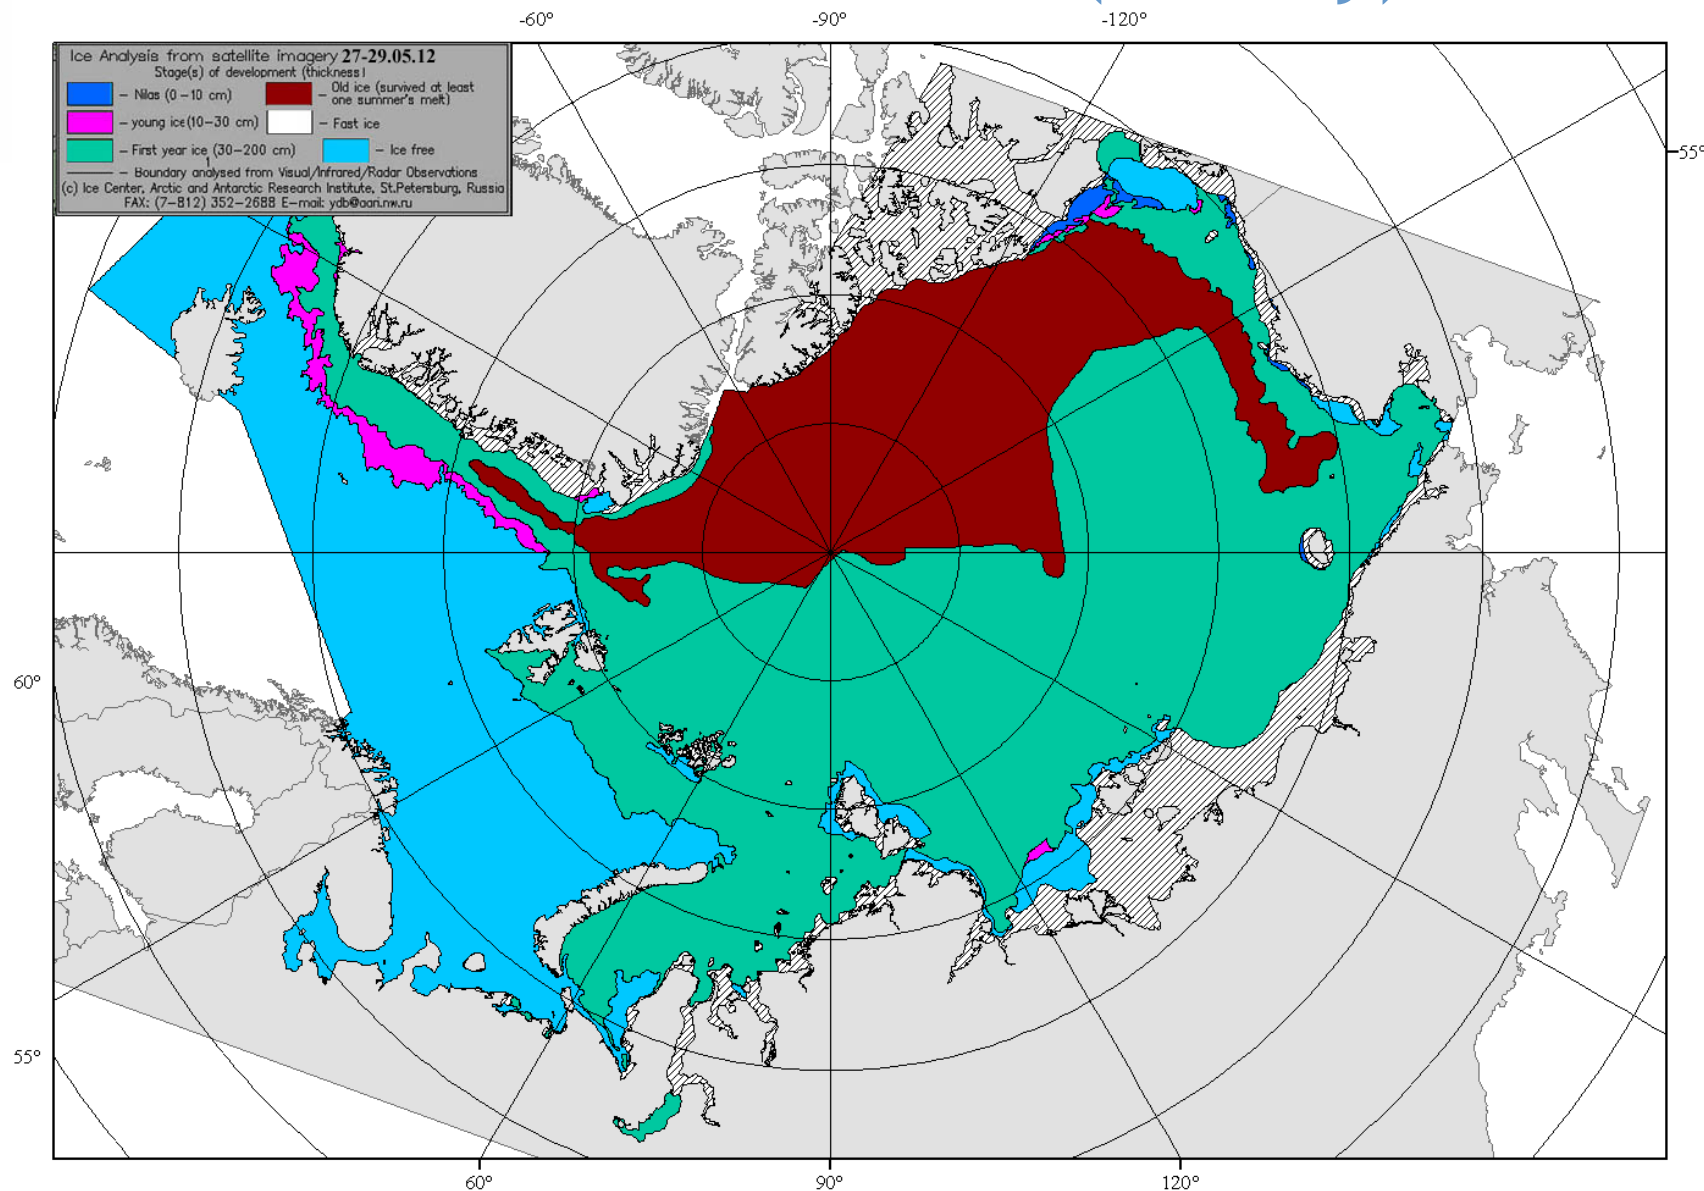 -60°
-90°
-120°
Ice Analysis from satellite imagery 27-29.05.12
Stage(s) of development (thickness)
– Nilas (0–10 cm)
– Old ice (survived at least
one summer's melt)
– young ice(10–30 cm)
– Fast ice
– First year ice (30–200 cm)
– Ice free
1
– Boundary analysed from Visual/Infrared/Radar Observations
(c) Ice Center, Arctic and Antarctic Research Institute, St.Petersburg, Russia
FAX: (7–812) 352–2688 E–mail: ydb@aari.nw.ru
55°
60°
55°
60°
90°
120°